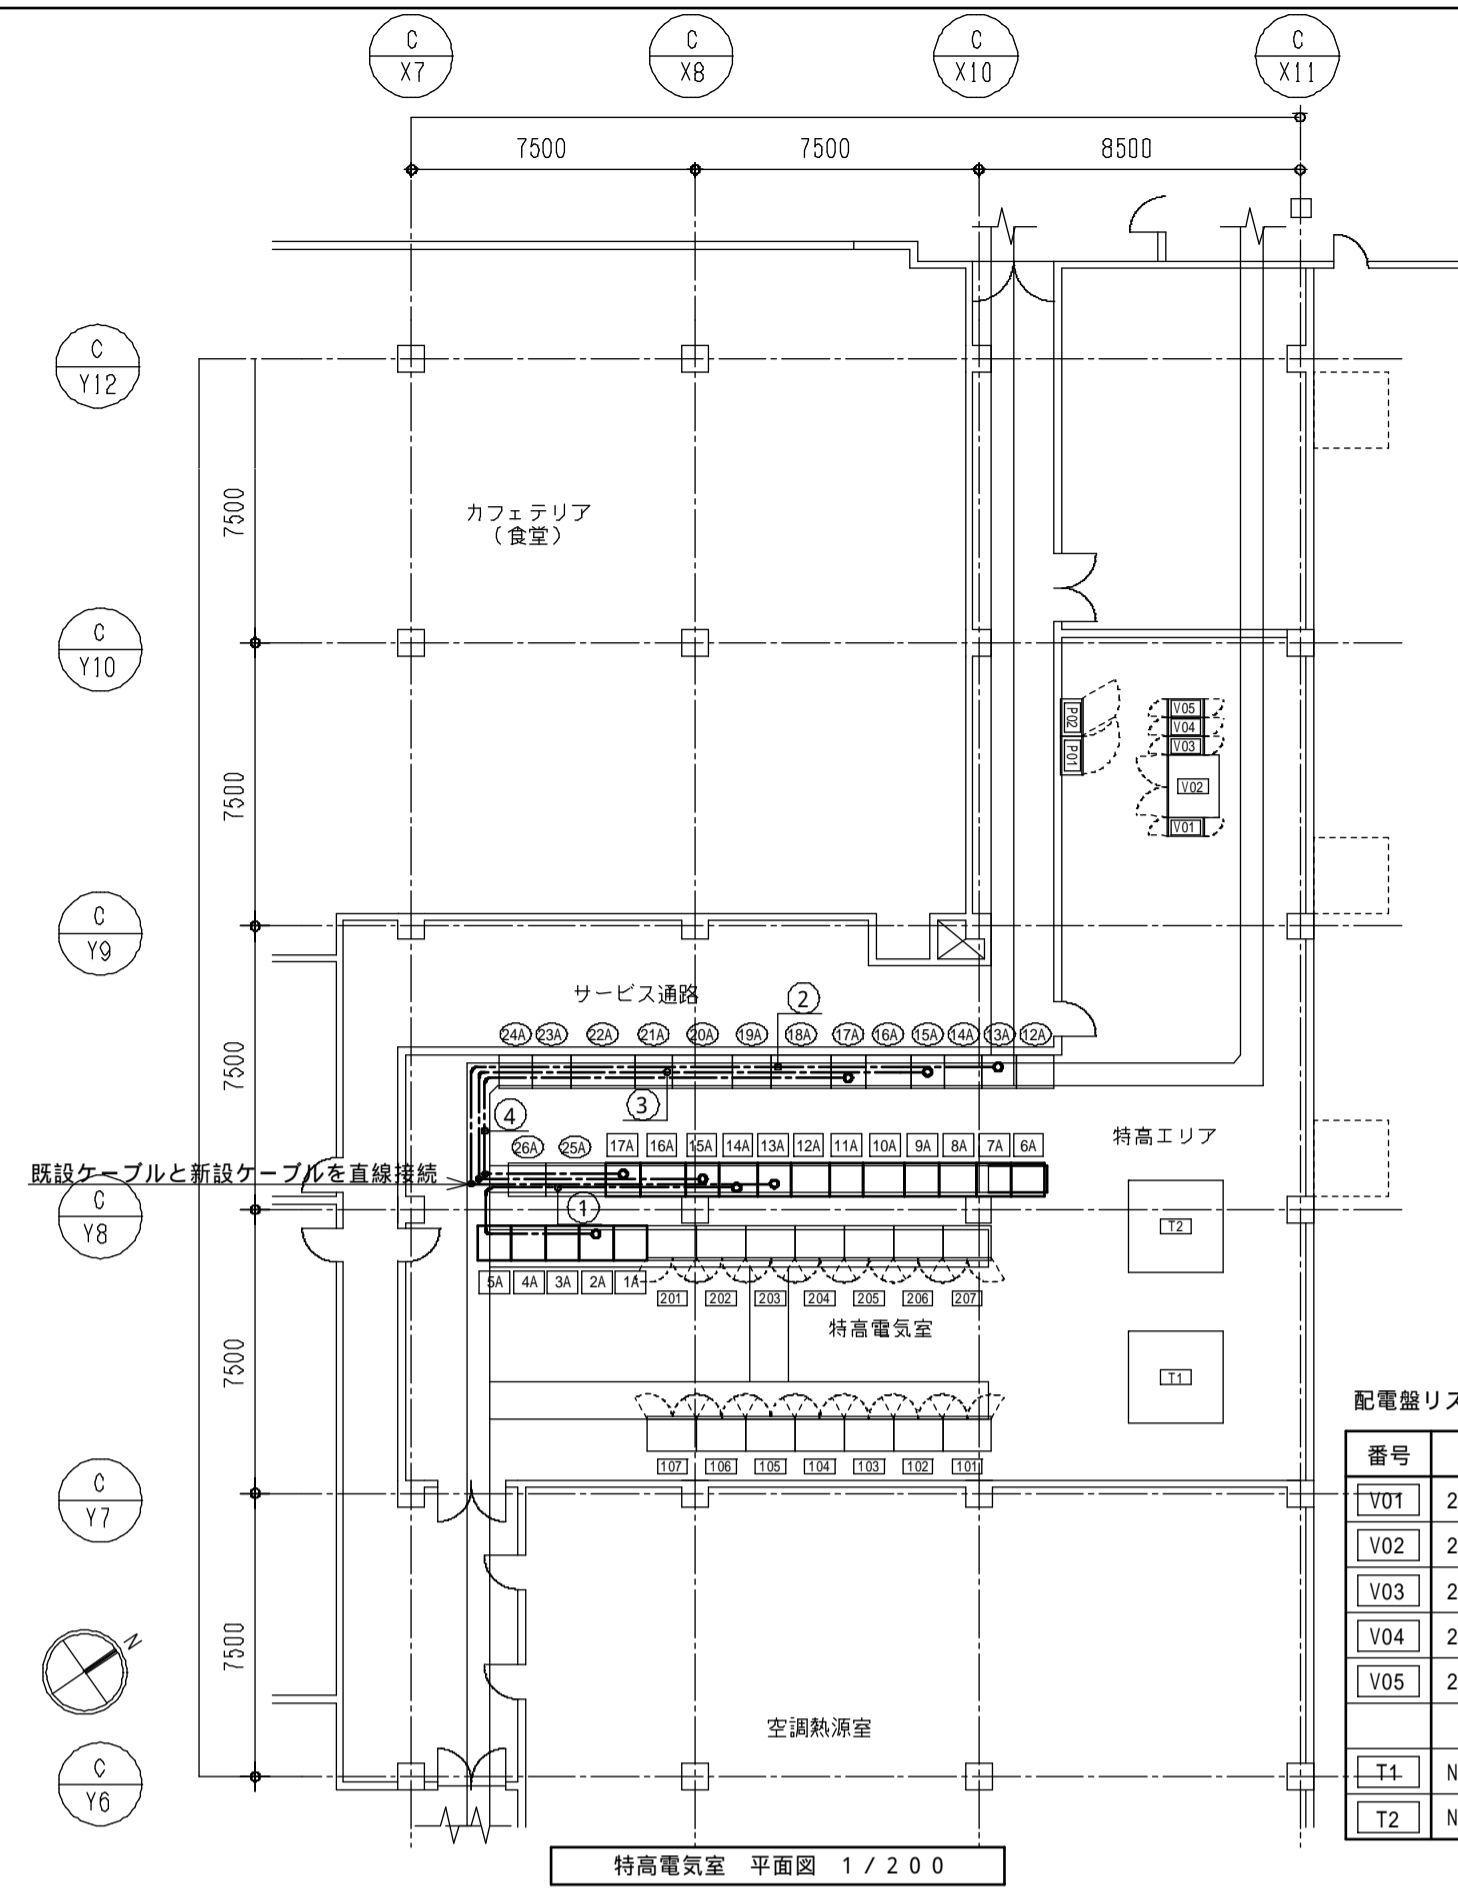 C
X7
C
X8
C
X10
C
X11
7500
7500
8500
C
Y12
7500
カフェテリア
(食堂)
C
Y10
P02
P01
V05
V04
V03
V02
V01
7500
C
Y9
サービス通路
②
24A 23A 22A 21A 20A 19A 18A 17A 16A 15A 14A 13A 12A
7500
③
④
26A 25A 17A 16A 15A 14A 13A 12A 11A 10A 9A 8A 7A 6A
特高エリア
既設ケーブルと新設ケーブルを直線接続
C
Y8
①
T2
5A 4A 3A 2A 1A
201 202 203 204 205 206 207
特高電気室
7500
T1
配電盤リス
番号
107 106 105 104 103 102 101
C
Y7
V01 2
V02 2
V03 2
V04 2
V05 2
7500
N
空調熱源室
C
Y6
T1 N
T2 N
特高電気室 平面図 1/200